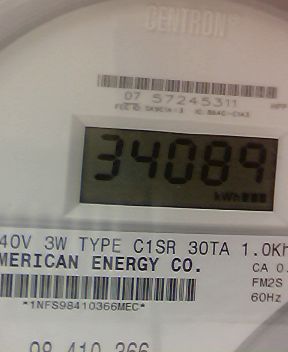 CENTRON®
07 57245311
34089
kWh
40V 3W TYPE C1SR 30TA 1.0Kh
MERICAN ENERGY CO.
CA 0.
FM2S
*1NFS98410366MEC*
60Hz
98 410 366